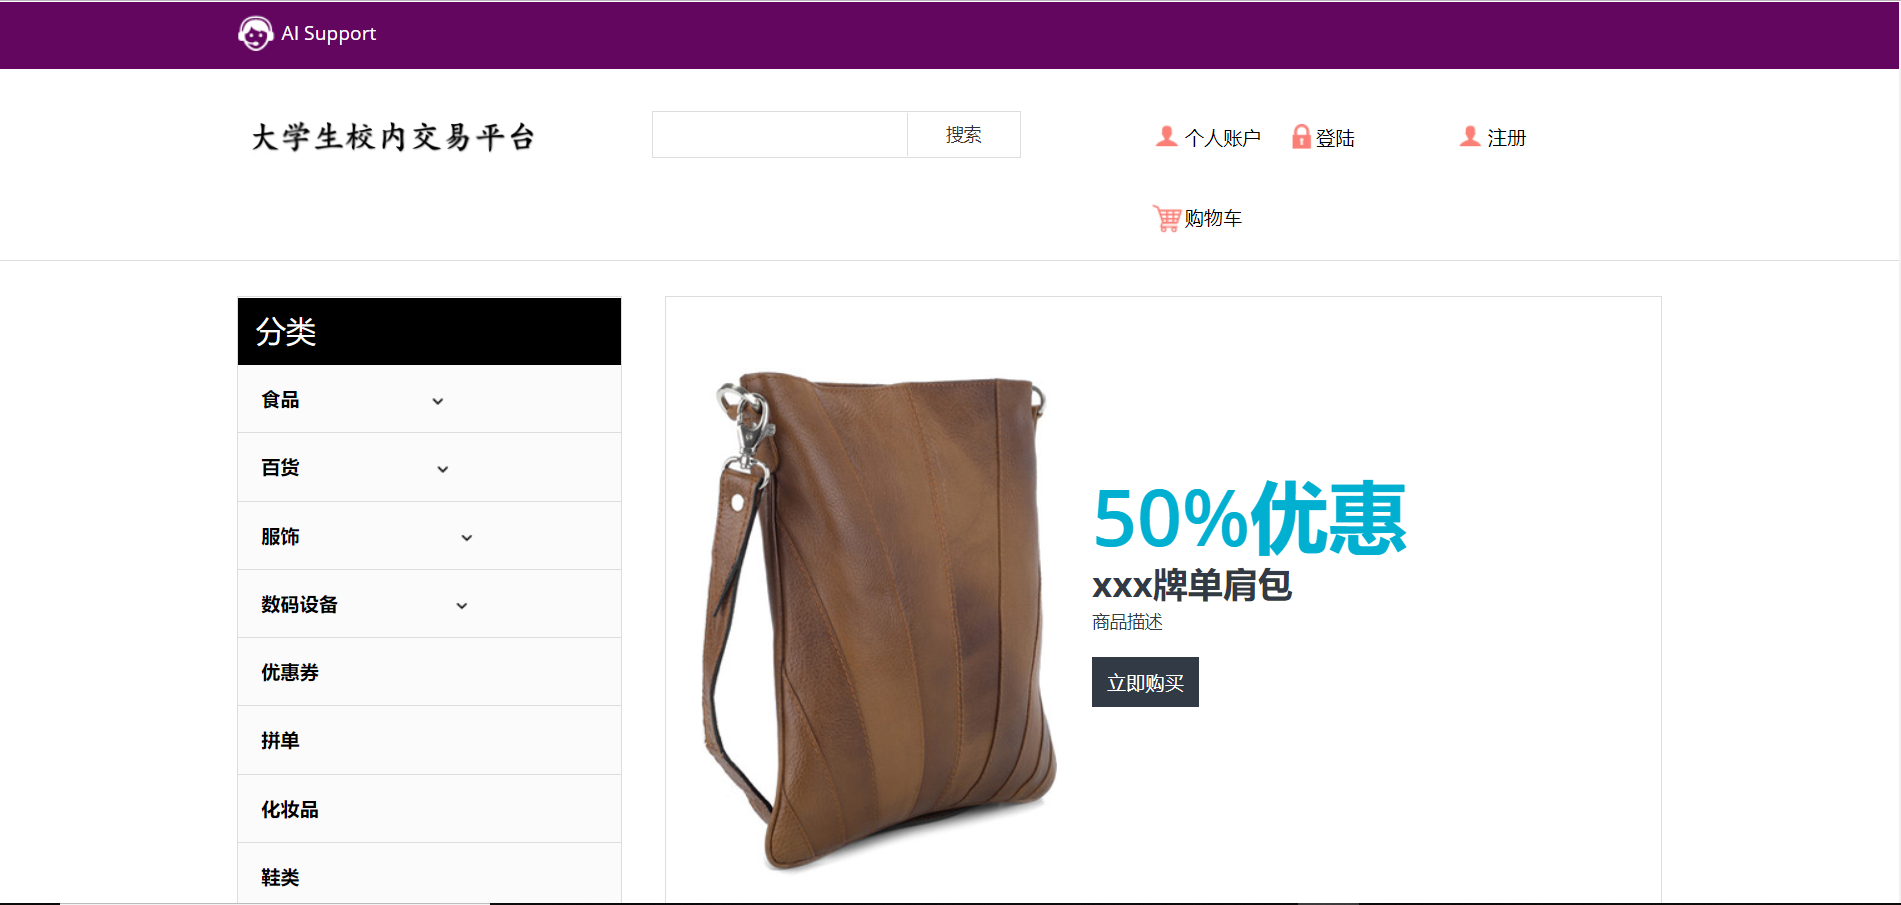 AI Support
大学生校内交易平台
搜索
个人账户
登陆
注册
购物车
分类
食品
百货
服饰
数码设备
优惠券
拼单
化妆品
鞋类
50%优惠
xxx牌单肩包
商品描述
立即购买